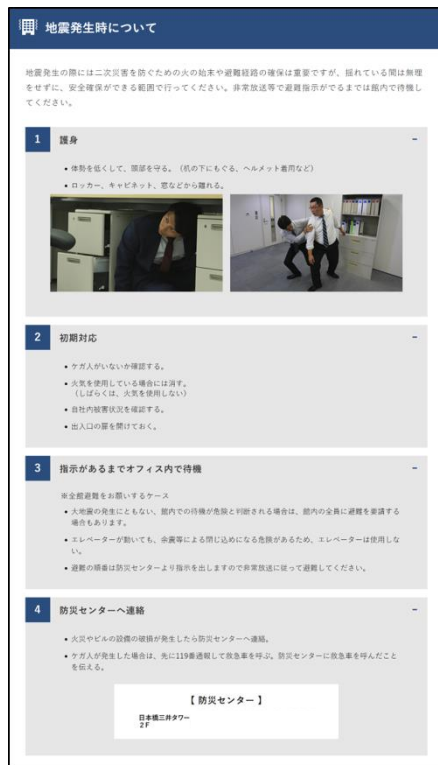 地震発生時について
地震発生の際には二次災害を防ぐための火の始末や避難経路の確保は重要ですが、揺れている間は無理
をせずに、安全確保ができる範囲で行ってください。非常放送等で避難指示がでるまでは館内で待機し
てください。
1 護身 −
• 体勢を低くして、頭部を守る。（机の下にもぐる、ヘルメット着用など）
• ロッカー、キャビネット、窓などから離れる。
2 初期対応 −
• ケガ人がいないか確認する。
• 火気を使用している場合には消す。
（しばらくは、火気を使用しない）
• 自社内被害状況を確認する。
• 出入口の扉を開けておく。
3 指示があるまでオフィス内で待機 −
※全館避難をお願いするケース
• 大地震の発生にともない、館内での待機が危険と判断される場合は、館内の全員に避難を要請する
場合もあります。
• エレベーターが動いても、余震等による閉じ込めになる危険があるため、エレベーターは使用しな
い。
• 避難の順番は防災センターより指示を出しますので非常放送に従って避難してください。
4 防災センターへ連絡 −
• 火災やビルの設備の破損が発生したら防災センターへ連絡。
• ケガ人が発生した場合は、先に119番通報して救急車を呼ぶ。防災センターに救急車を呼んだこと
を伝える。
【 防災センター 】
日本橋三井タワー
2F